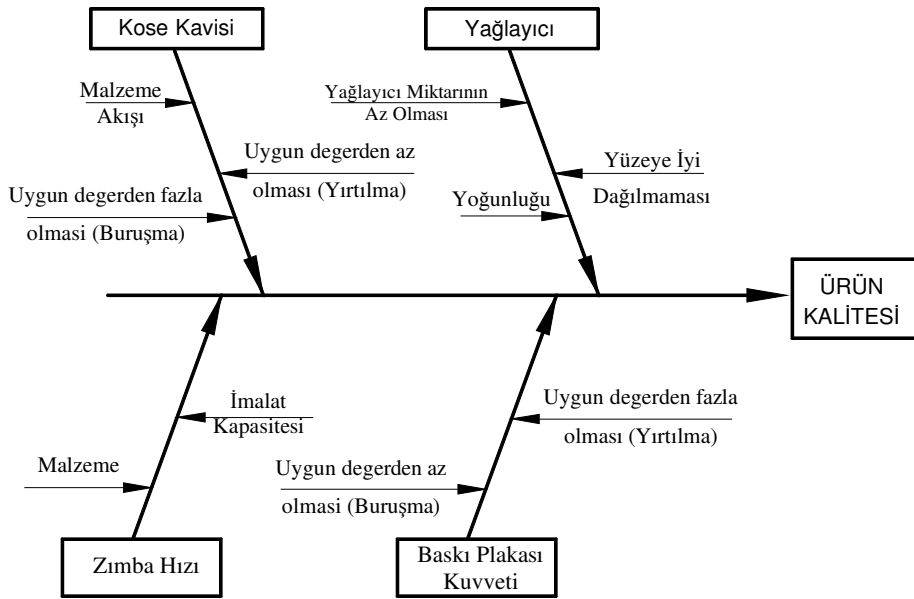 Kose Kavisi
Yağlayıcı
Malzeme
Akışı
Uygun degerden az
olması (Yırtılma)
Uygun degerden fazla
olmasi (Buruşma)
Yağlayıcı Miktarının
Az Olması
Yüzeye İyi
Dağılmaması
Yoğunluğu
ÜRÜN
KALİTESİ
İmalat
Kapasitesi
Malzeme
Uygun degerden fazla
olması (Yırtılma)
Uygun degerden az
olmasi (Buruşma)
Zımba Hızı
Baskı Plakası
Kuvveti